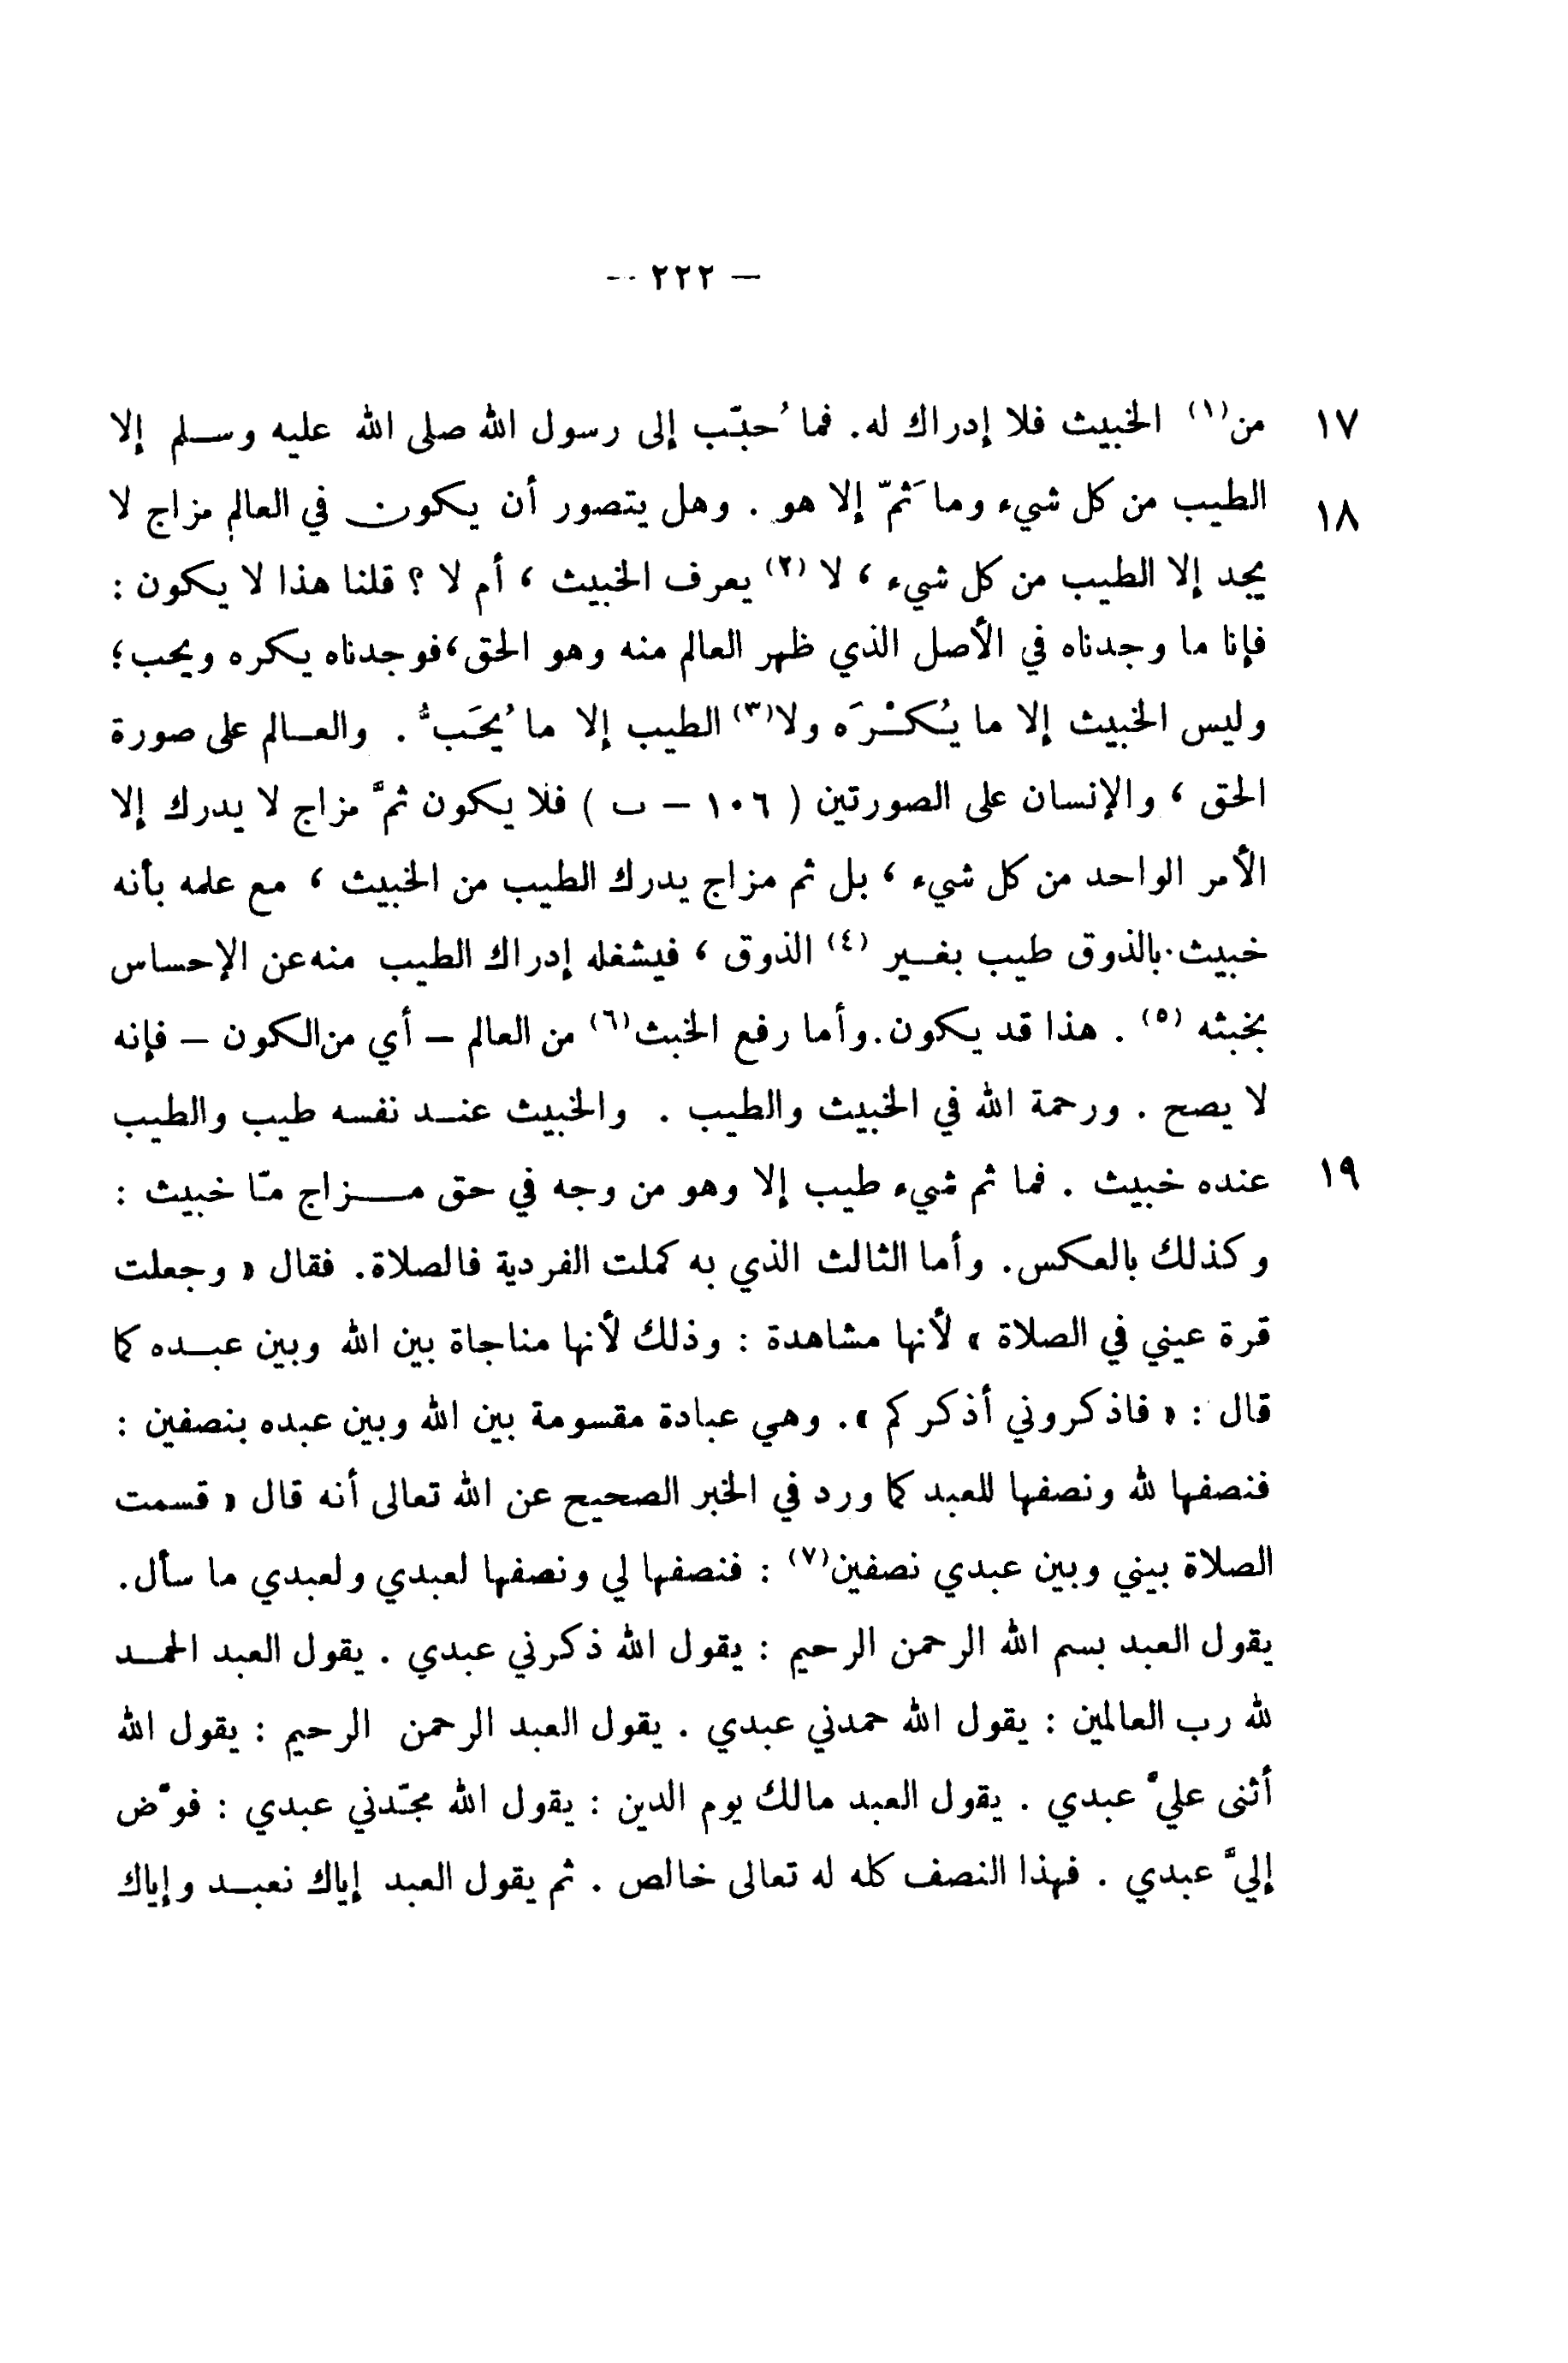 — ٢٢٢ —
١٧ من(١) الخبيث فلا إدراك له. فما حُبّب إلى رسول الله صلى الله عليه وسلم إلا
١٨ الطيب من كل شيء وما ثَمّ إلا هو . وهل يتصور أن يكون في العالم مزاج لا
يجد إلا الطيب من كل شيء ، لا (٢) يعرف الخبيث ، أم لا ؟ قلنا هذا لا يكون :
فإنا ما وجدناه في الأصل الذي ظهر العالم منه وهو الحق ، فوجدناه يكره ويحب ؛
وليس الخبيث إلا ما يُكْرَه ولا(٣) الطيب إلا ما يُحَبُّ . والعالم على صورة
الحق ، والإنسان على الصورتين ( ١٠٦ – ب ) فلا يكون ثمَّ مزاج لا يدرك إلا
الأمر الواحد من كل شيء ، بل ثم مزاج يدرك الطيب من الخبيث ، مع علمه بأنه
خبيث بالذوق طيب بغير (٤) الذوق ، فيشغله إدراك الطيب منه عن الإحساس
بخبثه (٥) . هذا قد يكون. وأما رفع الخبث(٦) من العالم – أي من الكون – فإنه
لا يصح . ورحمة الله في الخبيث والطيب . والخبيث عند نفسه طيب والطيب
١٩ عنده خبيث . فما ثم شيء طيب إلا وهو من وجه في حق مزاج مّا خبيث :
وكذلك بالعكس. وأما الثالث الذي به كملت الفردية فالصلاة. فقال « وجعلت
قرة عيني في الصلاة » لأنها مشاهدة : وذلك لأنها مناجاة بين الله وبين عبده كما
قال : « فاذكروني أذكركم ». وهي عبادة مقسومة بين الله وبين عبده بنصفين :
فنصفها لله ونصفها للعبد كما ورد في الخبر الصحيح عن الله تعالى أنه قال « قسمت
الصلاة بيني وبين عبدي نصفين(٧) : فنصفها لي ونصفها لعبدي ولعبدي ما سأل.
يقول العبد بسم الله الرحمن الرحيم : يقول الله ذكرني عبدي . يقول العبد الحمد
لله رب العالمين : يقول الله حمدني عبدي . يقول العبد الرحمن الرحيم : يقول الله
أثنى عليَّ عبدي . يقول العبد مالك يوم الدين : يقول الله مجّدني عبدي : فوَّض
إليَّ عبدي . فهذا النصف كله له تعالى خالص . ثم يقول العبد إياك نعبد وإياك